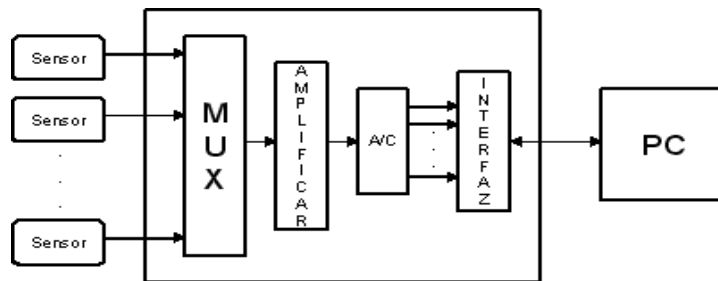 Sensor
Sensor
Sensor
MUX
AMPLIFICAR
A/C
INTERFAZ
PC